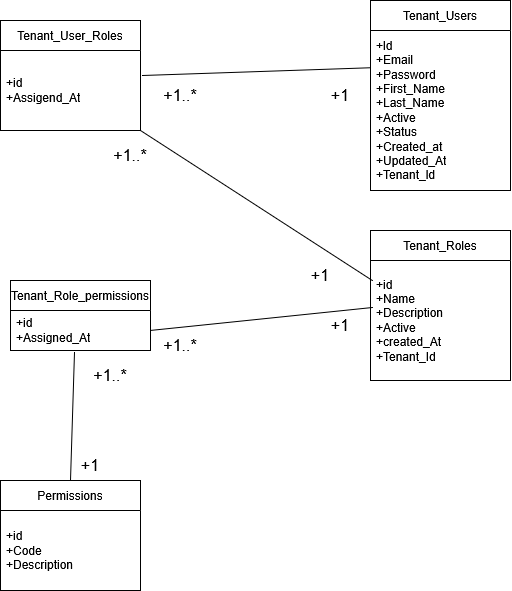 Tenant_User_Roles
+id
+Assigend_At
Tenant_Users
+Id
+Email
+Password
+First_Name
+Last_Name
+Active
+Status
+Created_at
+Updated_At
+Tenant_Id
+1..*
+1
+1..*
+1
Tenant_Roles
+id
+Name
+Description
+Active
+created_At
+Tenant_Id
Tenant_Role_permissions
+id
+Assigned_At
+1..*
+1
+1..*
+1
Permissions
+id
+Code
+Description